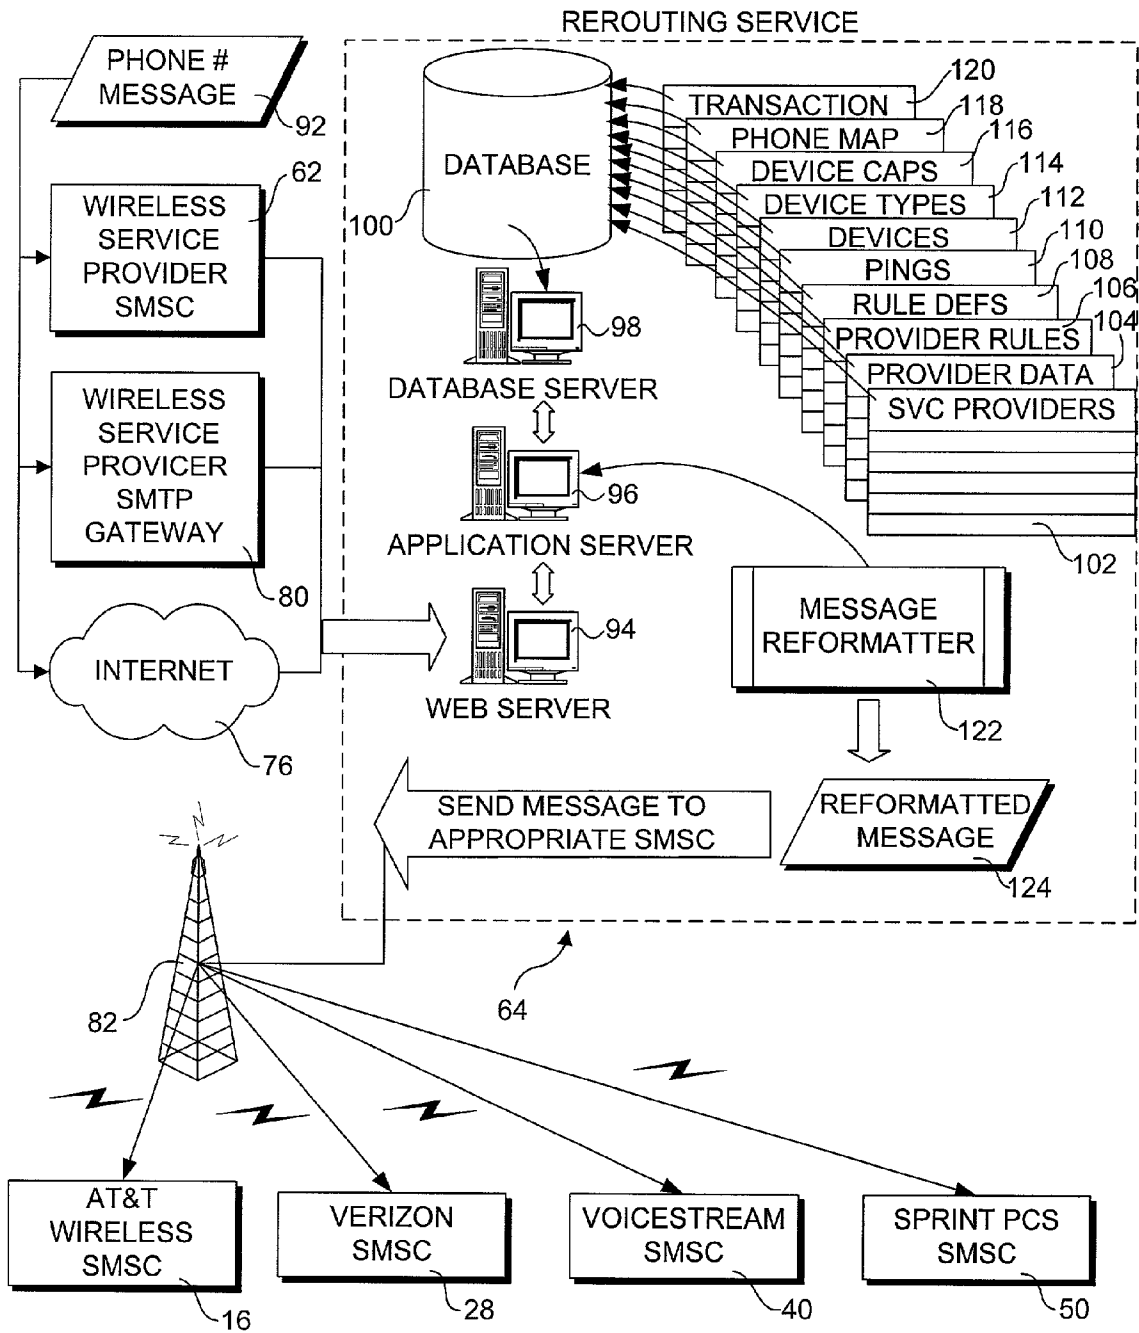 REROUTING SERVICE
PHONE #
MESSAGE
92
WIRELESS
SERVICE
PROVIDER
SMSC
62
WIRELESS
SERVICE
PROVICER
SMTP
GATEWAY
80
INTERNET
76
DATABASE
100
98
DATABASE SERVER
96
APPLICATION SERVER
94
WEB SERVER
TRANSACTION
120
PHONE MAP
118
DEVICE CAPS
116
DEVICE TYPES
114
DEVICES
112
PINGS
110
RULE DEFS
108
PROVIDER RULES
106
PROVIDER DATA
104
SVC PROVIDERS
102
MESSAGE
REFORMATTER
122
REFORMATTED
MESSAGE
124
SEND MESSAGE TO
APPROPRIATE SMSC
64
82
AT&T
WIRELESS
SMSC
16
VERIZON
SMSC
28
VOICESTREAM
SMSC
40
SPRINT PCS
SMSC
50